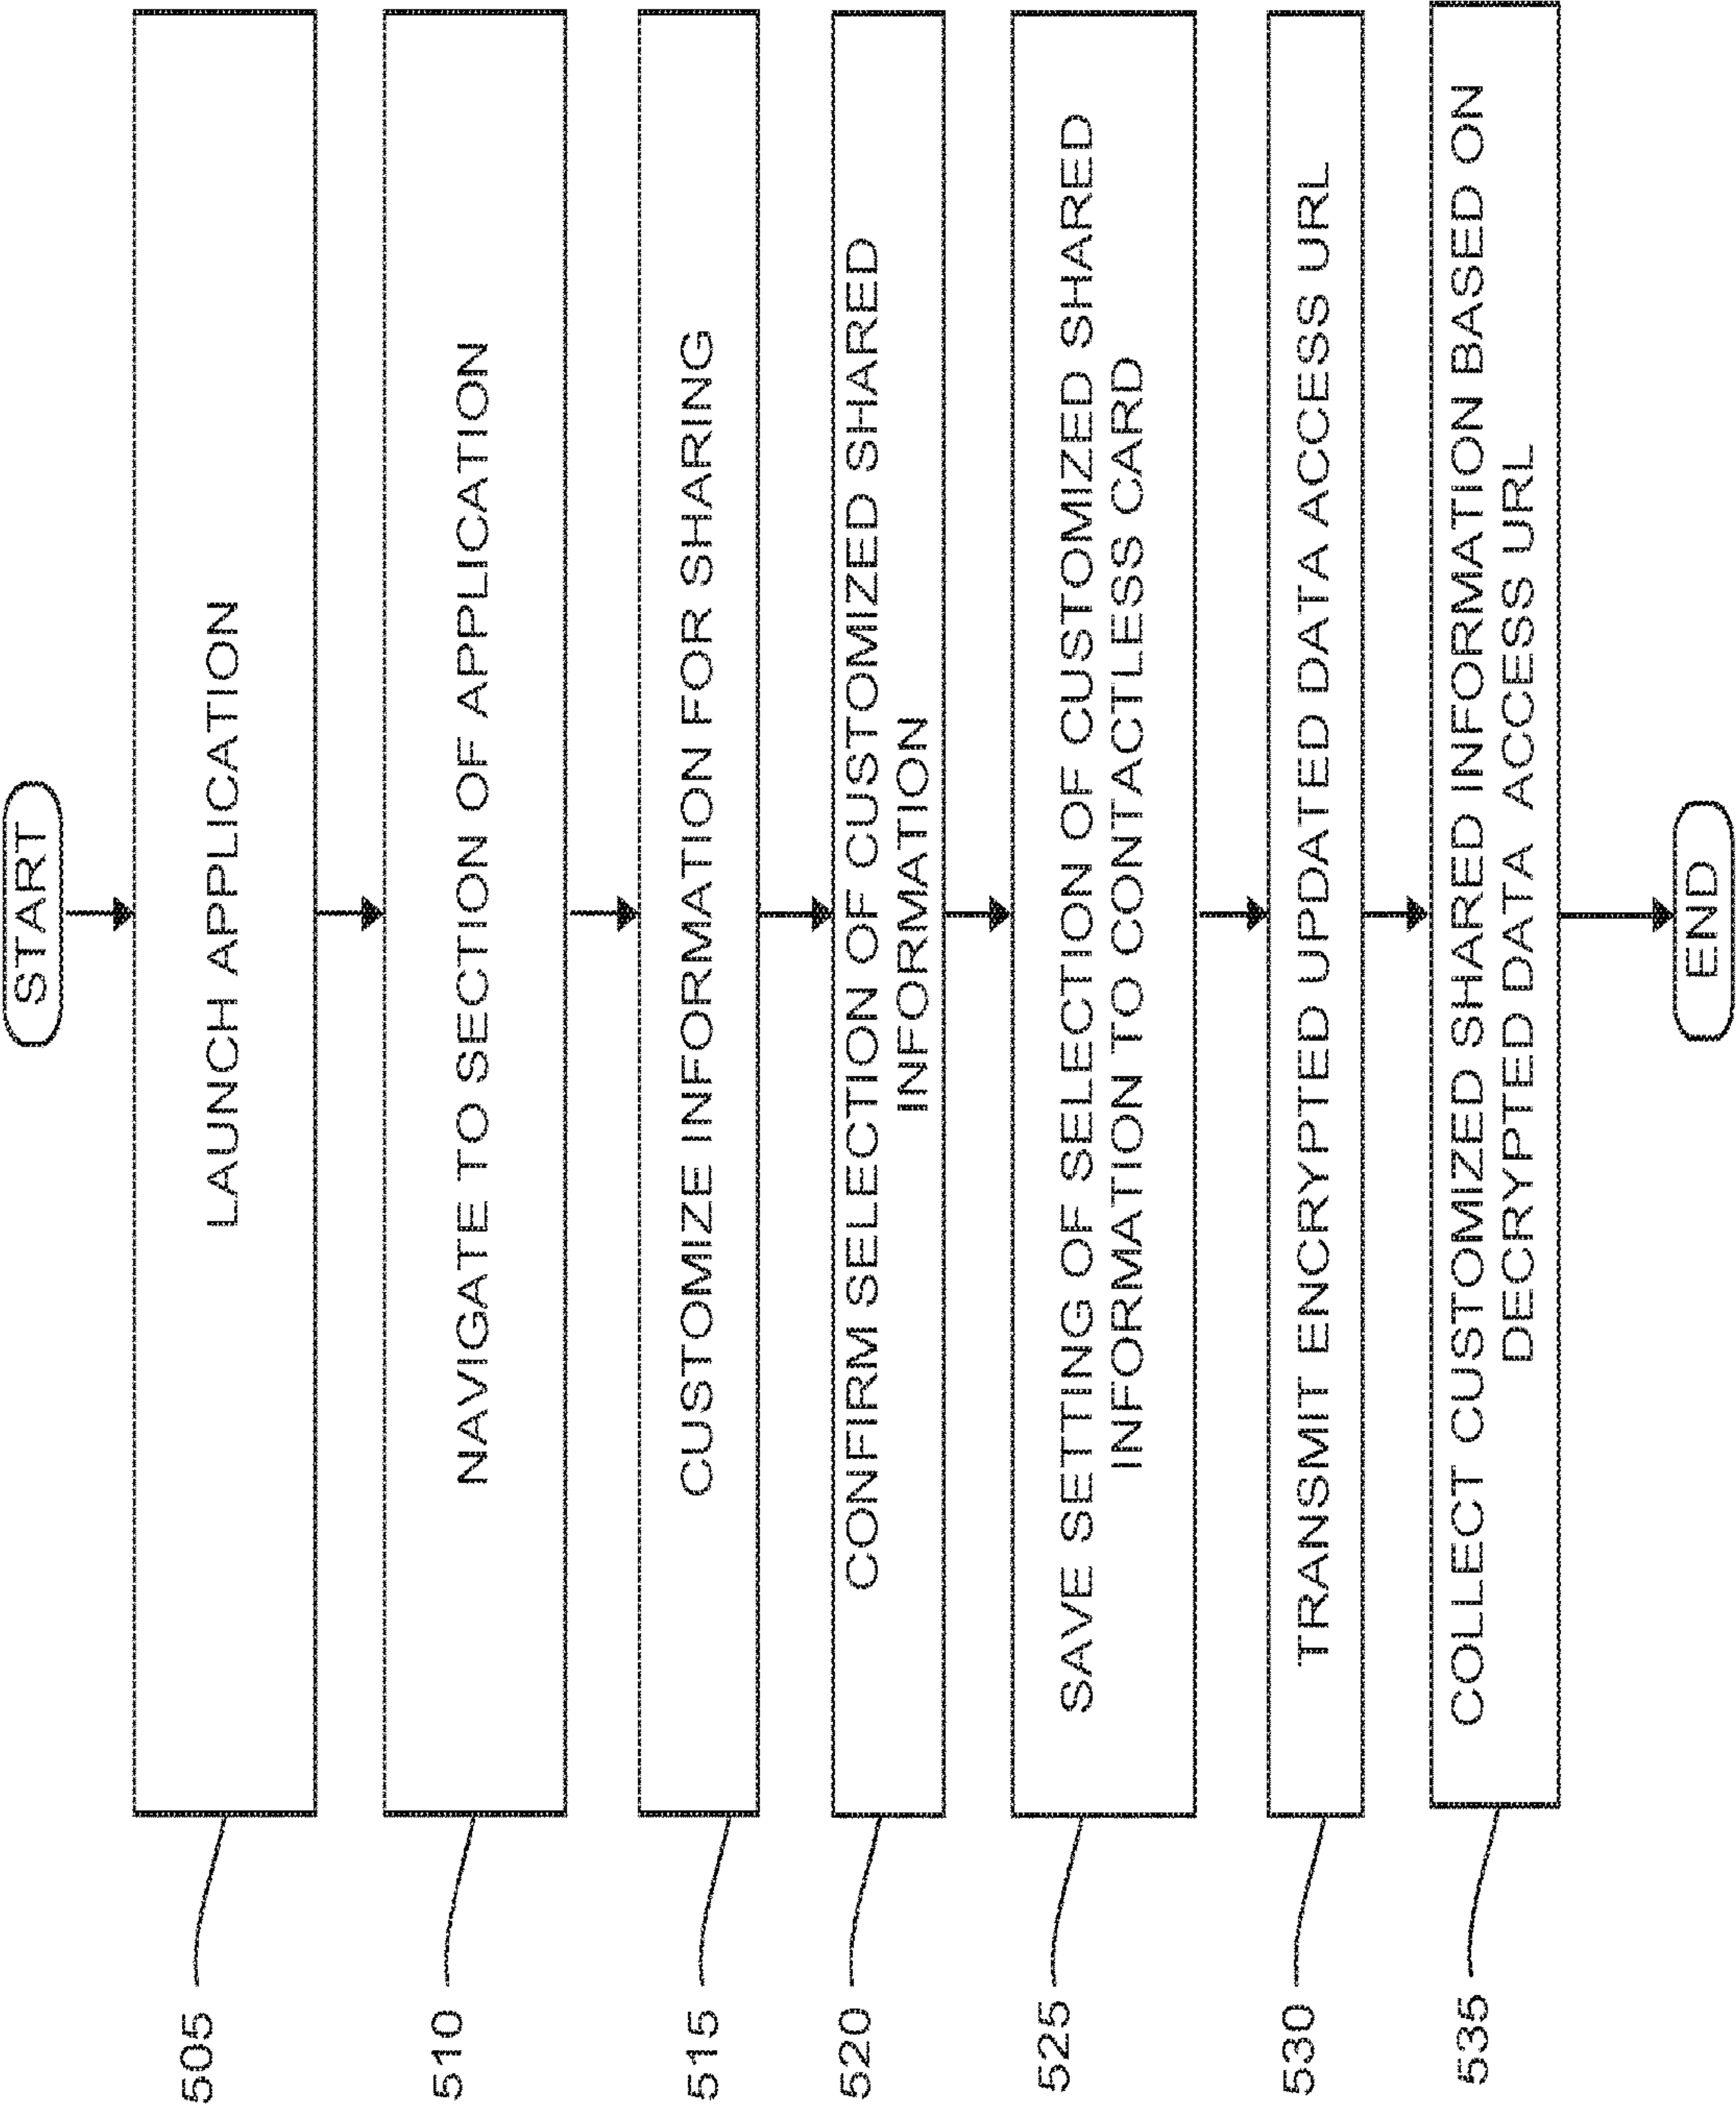 START
505
LAUNCH APPLICATION
510
NAVIGATE TO SECTION OF APPLICATION
515
CUSTOMIZE INFORMATION FOR SHARING
520
CONFIRM SELECTION OF CUSTOMIZED SHARED
INFORMATION
525
SAVE SETTING OF SELECTION OF CUSTOMIZED SHARED
INFORMATION TO CONTACTLESS CARD
530
TRANSMIT ENCRYPTED UPDATED DATA ACCESS URL
535
COLLECT CUSTOMIZED SHARED INFORMATION BASED ON
DECRYPTED DATA ACCESS URL
END